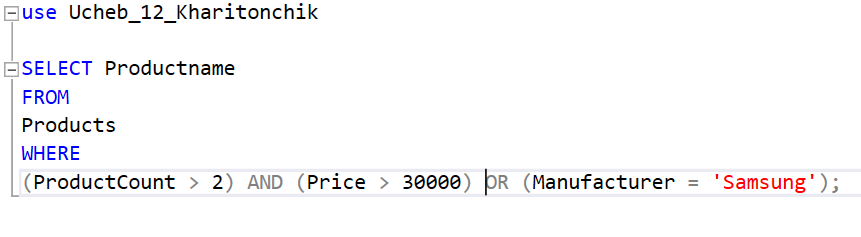 use Ucheb_12_Kharitonchik
SELECT Productname
FROM
Products
WHERE
(ProductCount > 2) AND (Price > 30000) OR (Manufacturer = 'Samsung');